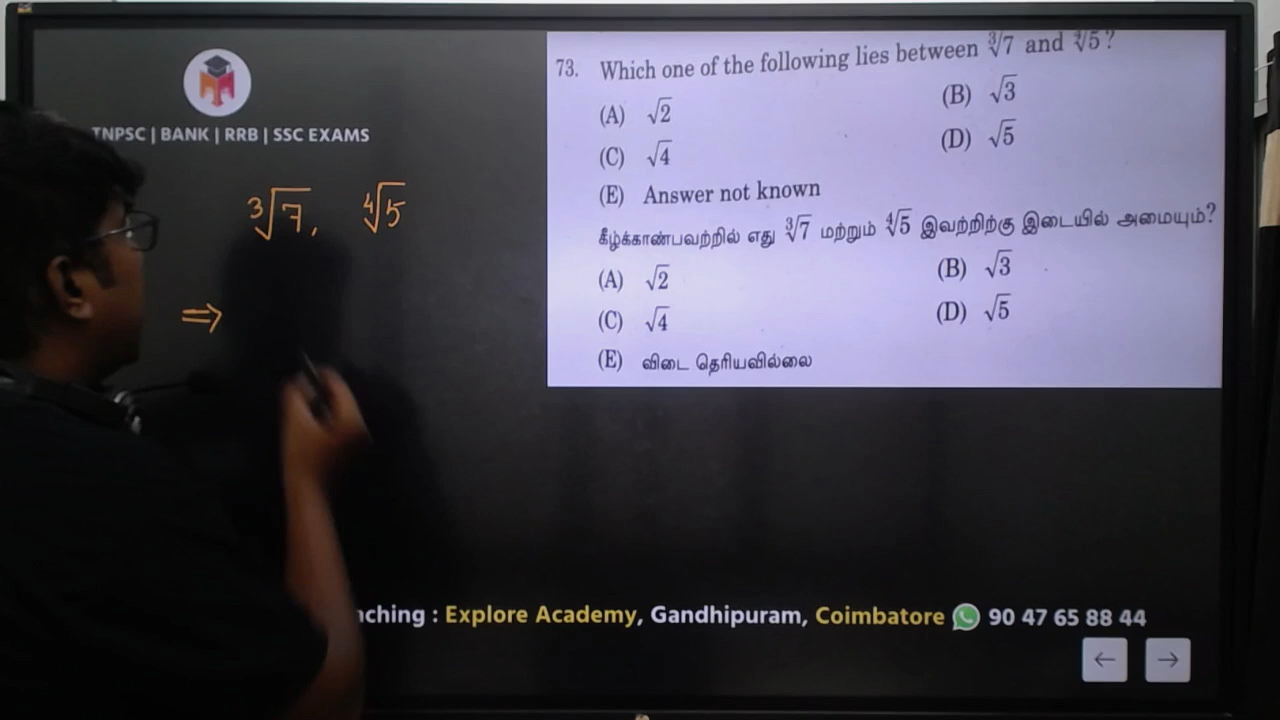 TNPSC | BANK | RRB | SSC EXAMS
∛7, ∜5
⇒
73. Which one of the following lies between ∛7 and ∜5 ?
(A) √2 (B) √3
(C) √4 (D) √5
(E) Answer not known
கீழ்க்காண்பவற்றில் எது ∛7 மற்றும் ∜5 இவற்றிற்கு இடையில் அமையும்?
(A) √2 (B) √3
(C) √4 (D) √5
(E) விடை தெரியவில்லை
: Explore Academy, Gandhipuram, Coimbatore 90 47 65 88 44
← →